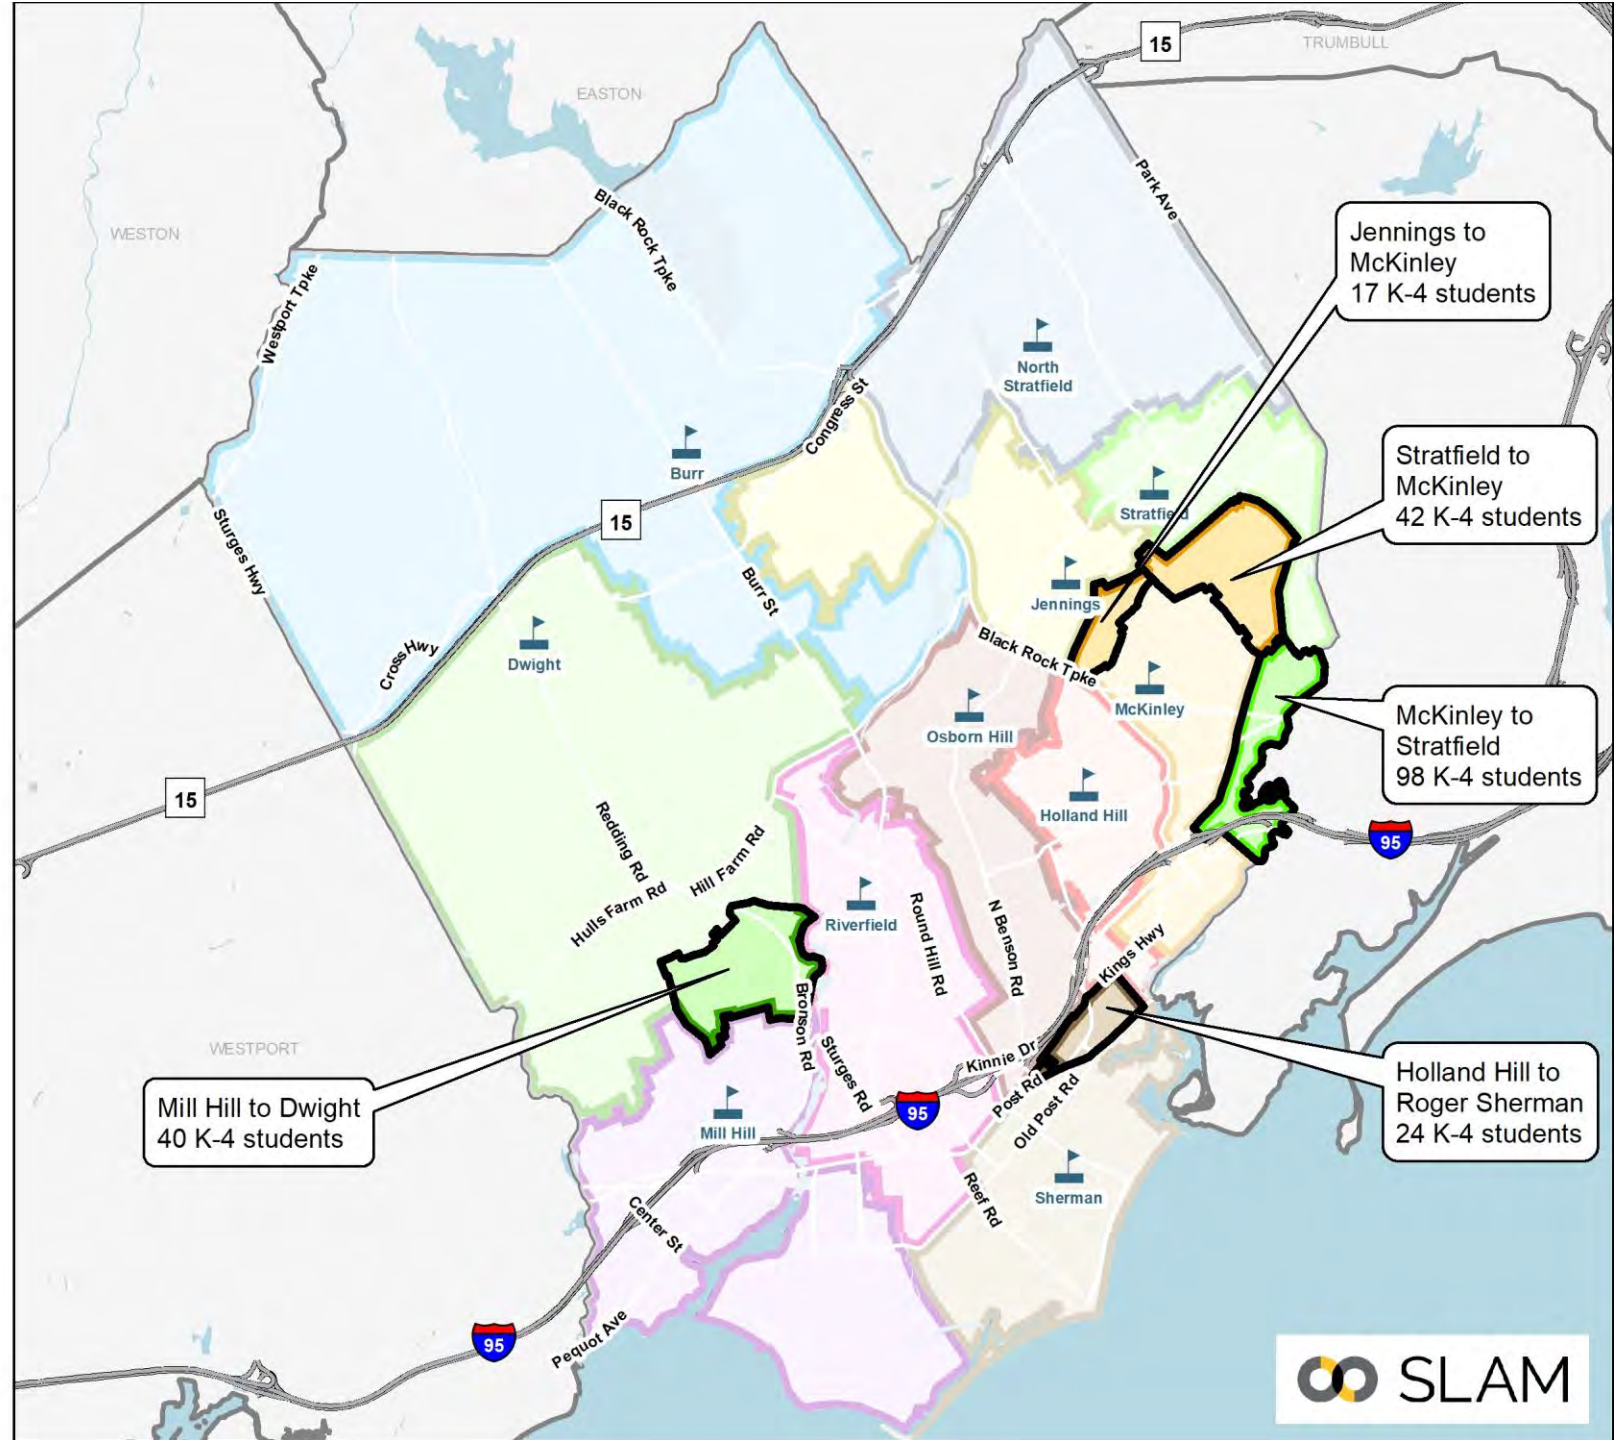 15
TRUMBULL
EASTON
Park Ave
Black Rock Tpke
WESTON
Jennings to
McKinley
17 K-4 students
Westport Tpke
North
Stratfield
Congress St
Burr
Stratfield to
McKinley
42 K-4 students
Stratfield
15
Sturges Hwy
Burr St
Jennings
Dwight
Cross Hwy
Black Rock Tpke
McKinley
Osborn Hill
McKinley to
Stratfield
98 K-4 students
15
Holland Hill
95
Redding Rd
Hill Farm Rd
Hulls Farm Rd
Riverfield
Round Hill Rd
N Benson Rd
Kings Hwy
Bronson Rd
WESTPORT
Sturges Rd
Kinnie Dr
Post Rd
Old Post Rd
Holland Hill to
Roger Sherman
24 K-4 students
Mill Hill to Dwight
40 K-4 students
95
Mill Hill
Sherman
Reef Rd
Center St
95
Pequot Ave
SLAM